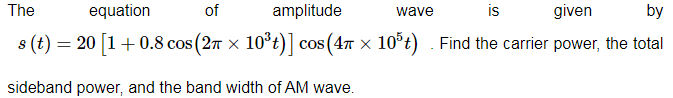 The equation of amplitude wave is given by
s (t) = 20 [1 + 0.8 cos(2π × 10³t)] cos(4π × 10⁵t) . Find the carrier power, the total
sideband power, and the band width of AM wave.